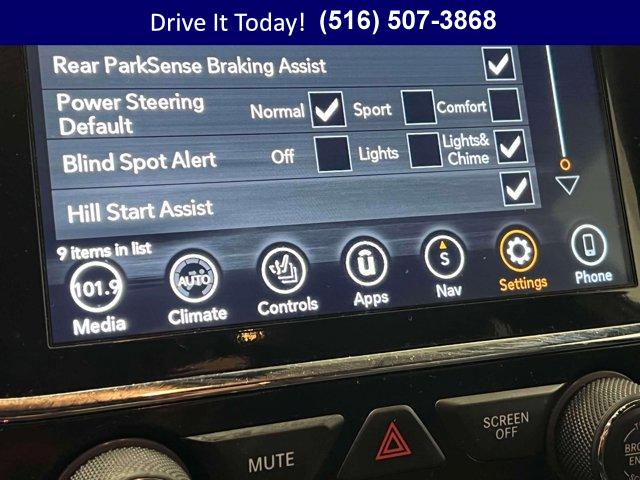 Drive It Today! (516) 507-3868
Rear ParkSense Braking Assist
Power Steering
Default
Normal Sport Comfort
Blind Spot Alert
Off Lights Lights&
Chime
Hill Start Assist
9 items in list
101.9 AUTO S
Media Climate Controls Apps Nav Settings Phone
MUTE
SCREEN
OFF